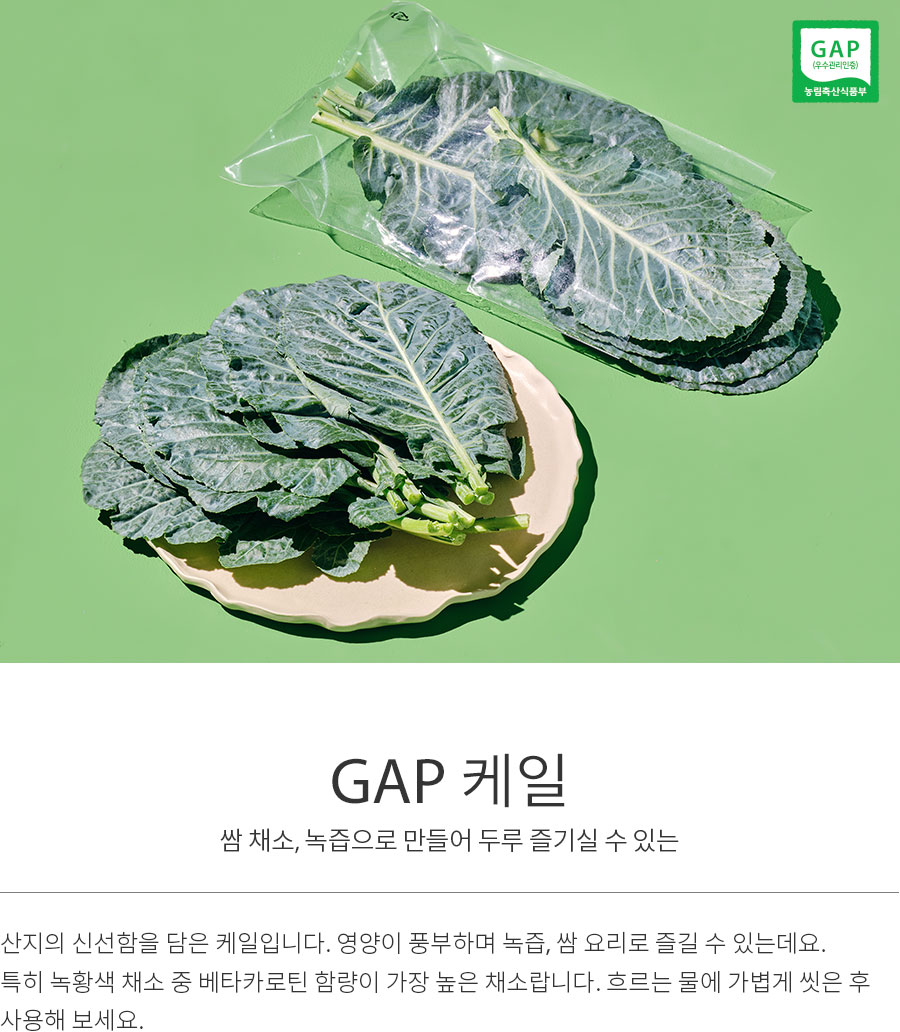 GAP
(우수관리인증)
농림축산식품부
GAP 케일
쌈 채소, 녹즙으로 만들어 두루 즐기실 수 있는
산지의 신선함을 담은 케일입니다. 영양이 풍부하며 녹즙, 쌈 요리로 즐길 수 있는데요.
특히 녹황색 채소 중 베타카로틴 함량이 가장 높은 채소랍니다. 흐르는 물에 가볍게 씻은 후
사용해 보세요.